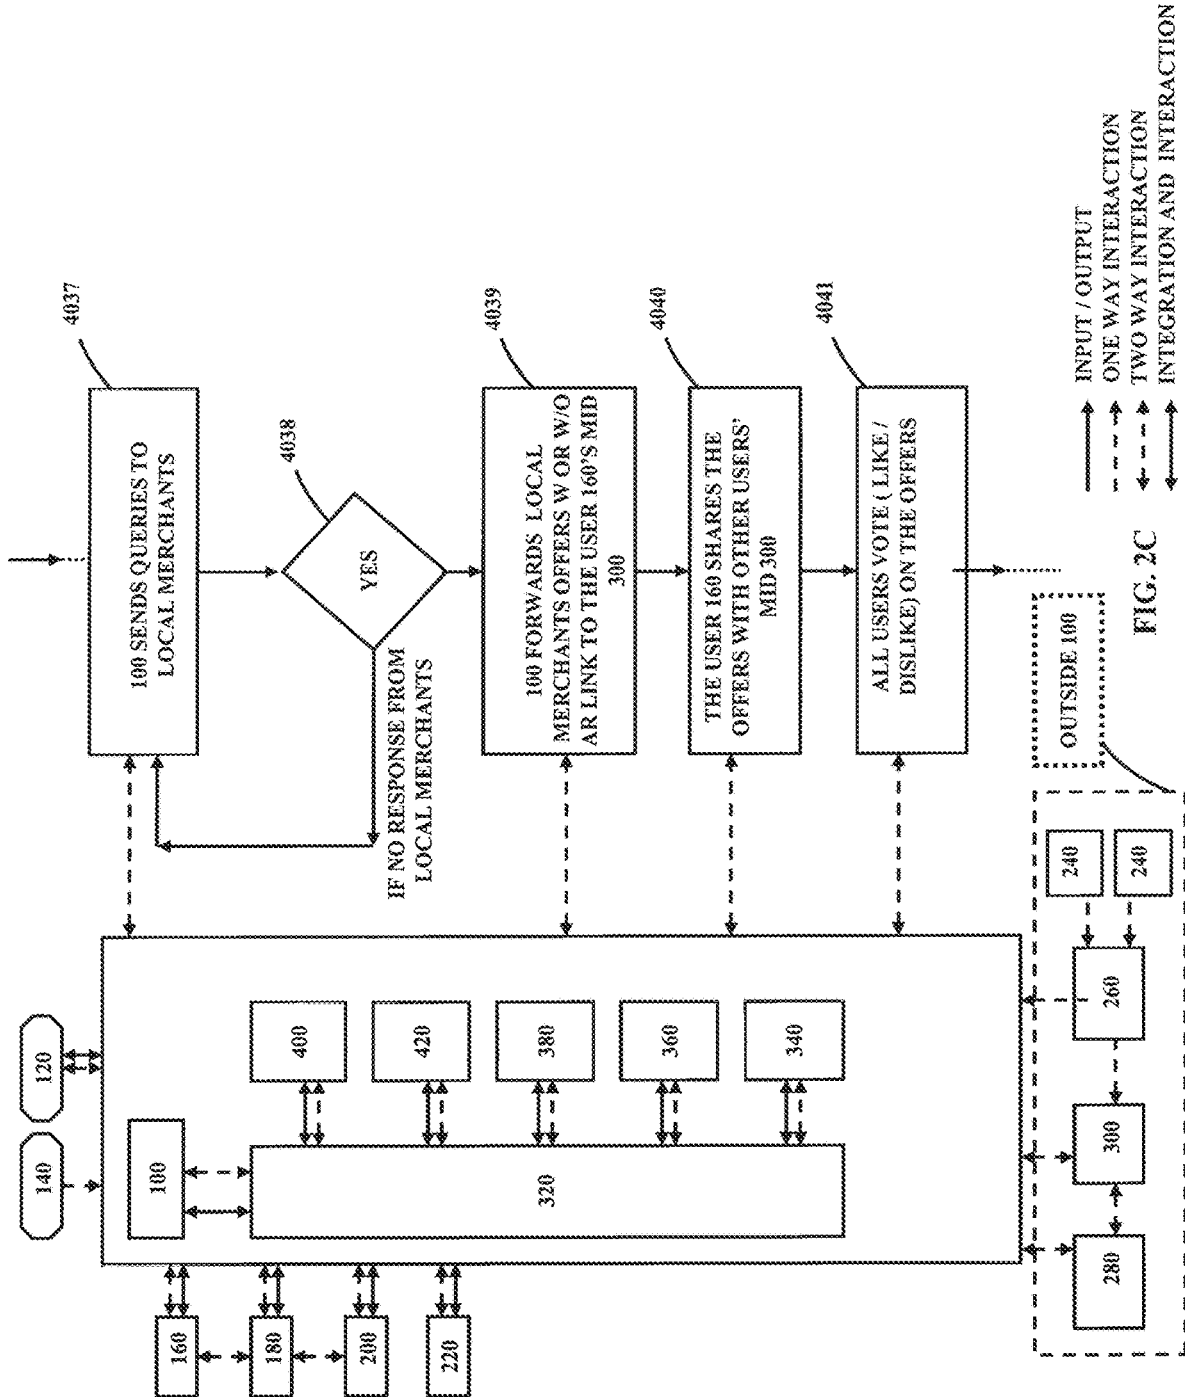 4037
100 SENDS QUERIES TO
LOCAL MERCHANTS
4038
YES
IF NO RESPONSE FROM
LOCAL MERCHANTS
4039
100 FORWARDS LOCAL
MERCHANTS OFFERS W OR W/O
AR LINK TO THE USER 160'S MID
300
4040
THE USER 160 SHARES THE
OFFERS WITH OTHER USERS'
MID 300
4041
ALL USERS VOTE ( LIKE /
DISLIKE) ON THE OFFERS
140
120
100
320
400
420
380
360
340
160
180
200
220
OUTSIDE 100
240
240
260
300
280
FIG. 2C
INPUT / OUTPUT
ONE WAY INTERACTION
TWO WAY INTERACTION
INTEGRATION AND INTERACTION